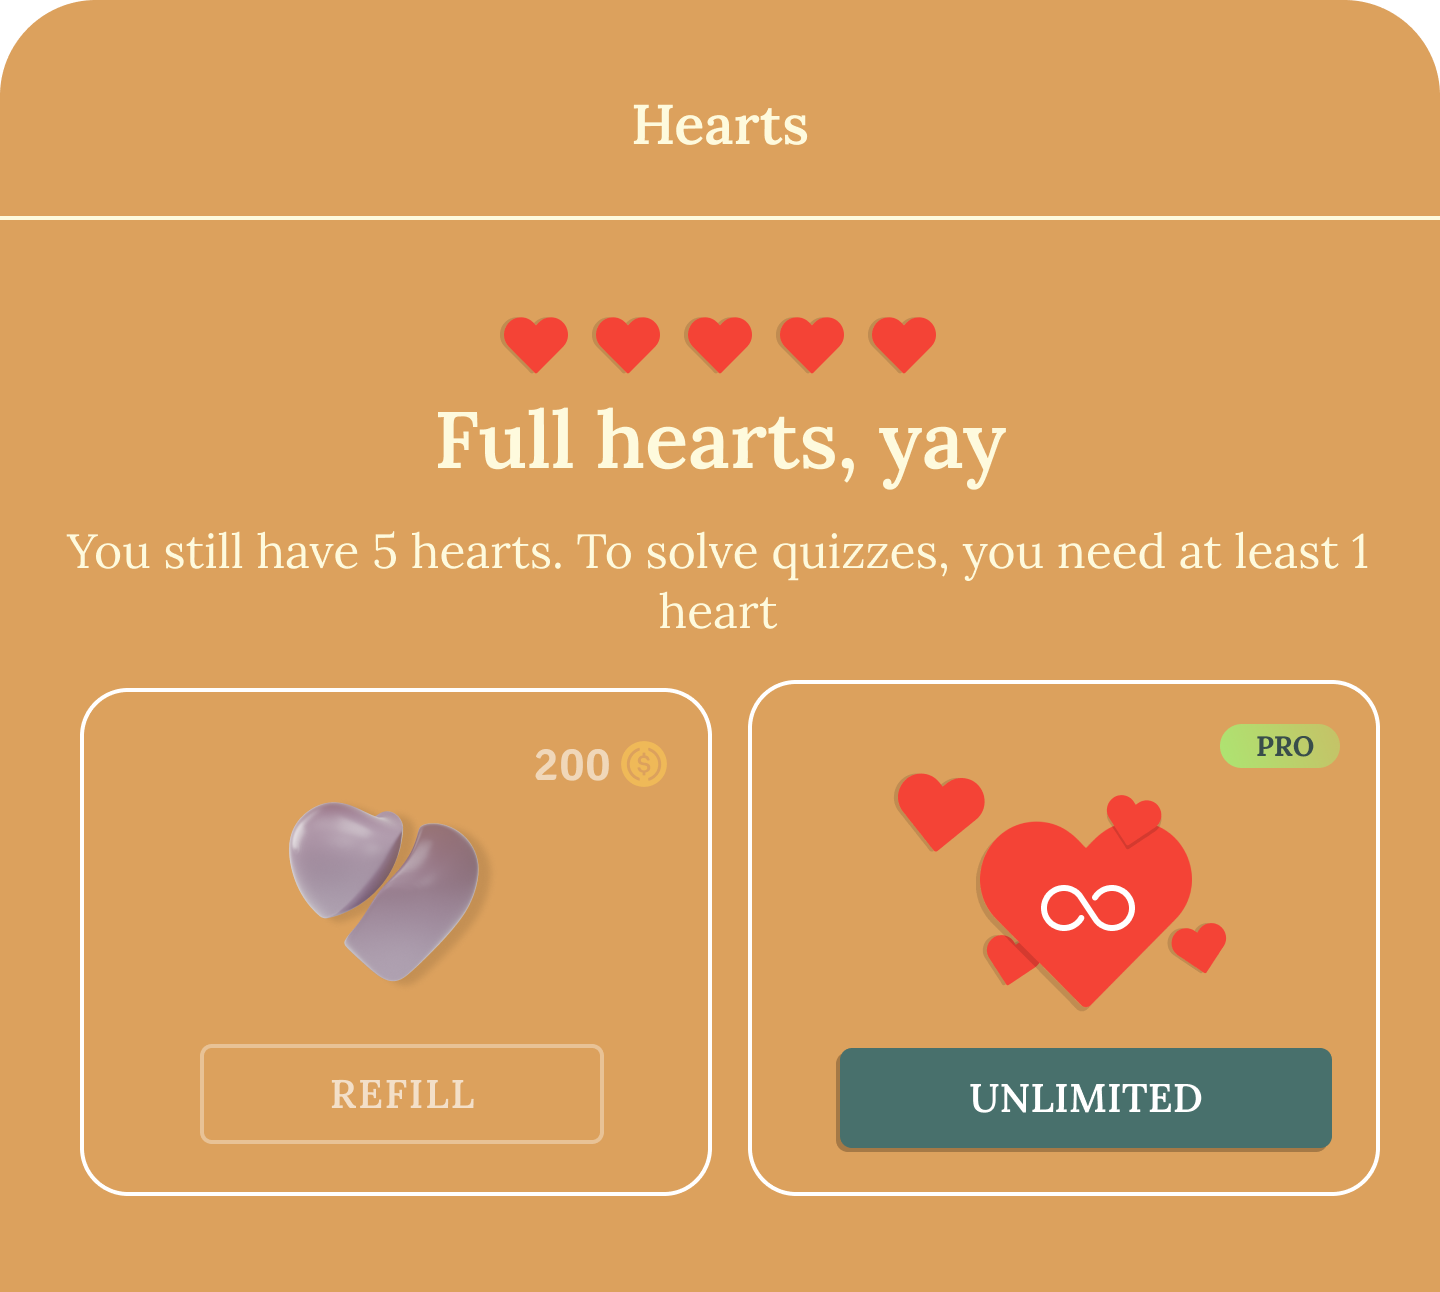 Hearts
Full hearts, yay
You still have 5 hearts. To solve quizzes, you need at least 1
heart
200 $
REFILL
PRO
UNLIMITED